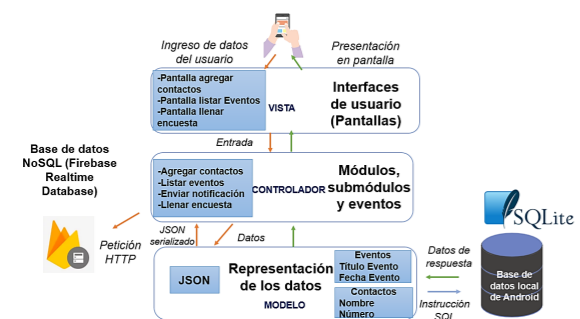 Ingreso de datos
del usuario
Presentación
en pantalla
-Pantalla agregar
contactos
-Pantalla listar Eventos
-Pantalla llenar
encuesta
VISTA
Interfaces
de usuario
(Pantallas)
Entrada
Base de datos
NoSQL (Firebase
Realtime
Database)
-Agregar contactos
-Listar eventos
-Enviar notificación
-Llenar encuesta
CONTROLADOR
Módulos,
submódulos
y eventos
Petición
HTTP
JSON
serializado
Datos
JSON
Representación
de los datos
MODELO
Eventos
Título Evento
Fecha Evento
Contactos
Nombre
Número
Datos de
respuesta
Instrucción
SQL
SQLite
Base de
datos local
de Android